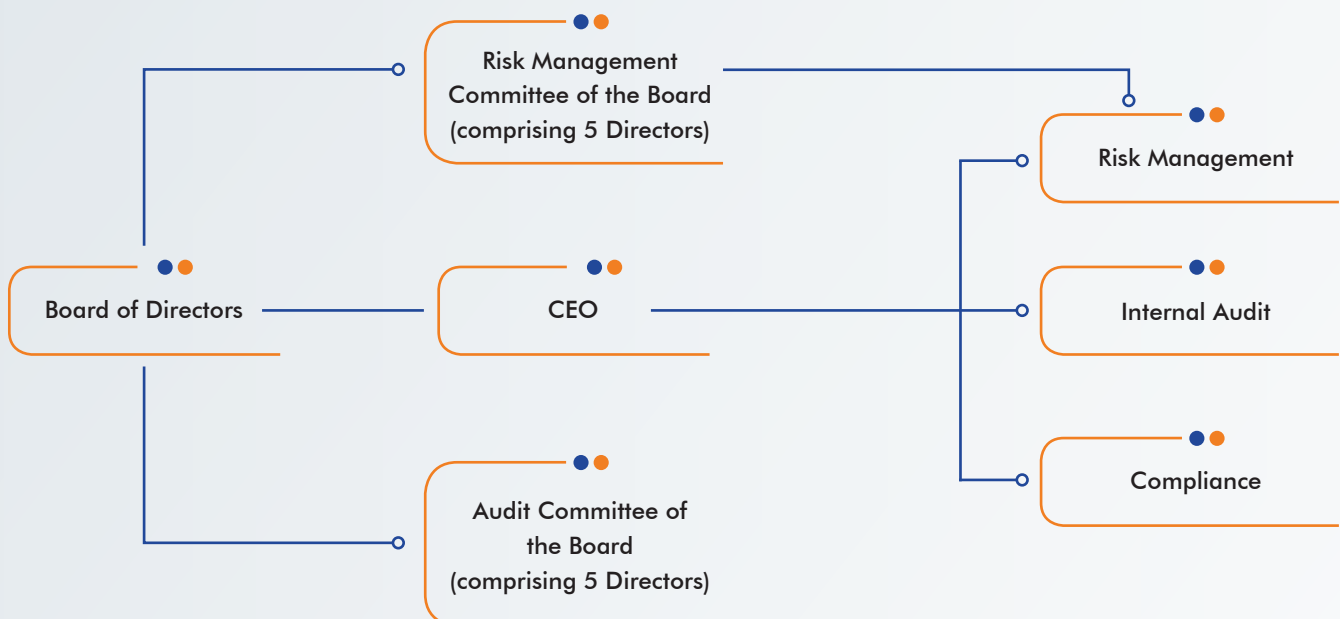 Risk Management
Committee of the Board
(comprising 5 Directors)
Risk Management
Board of Directors
CEO
Internal Audit
Compliance
Audit Committee of
the Board
(comprising 5 Directors)